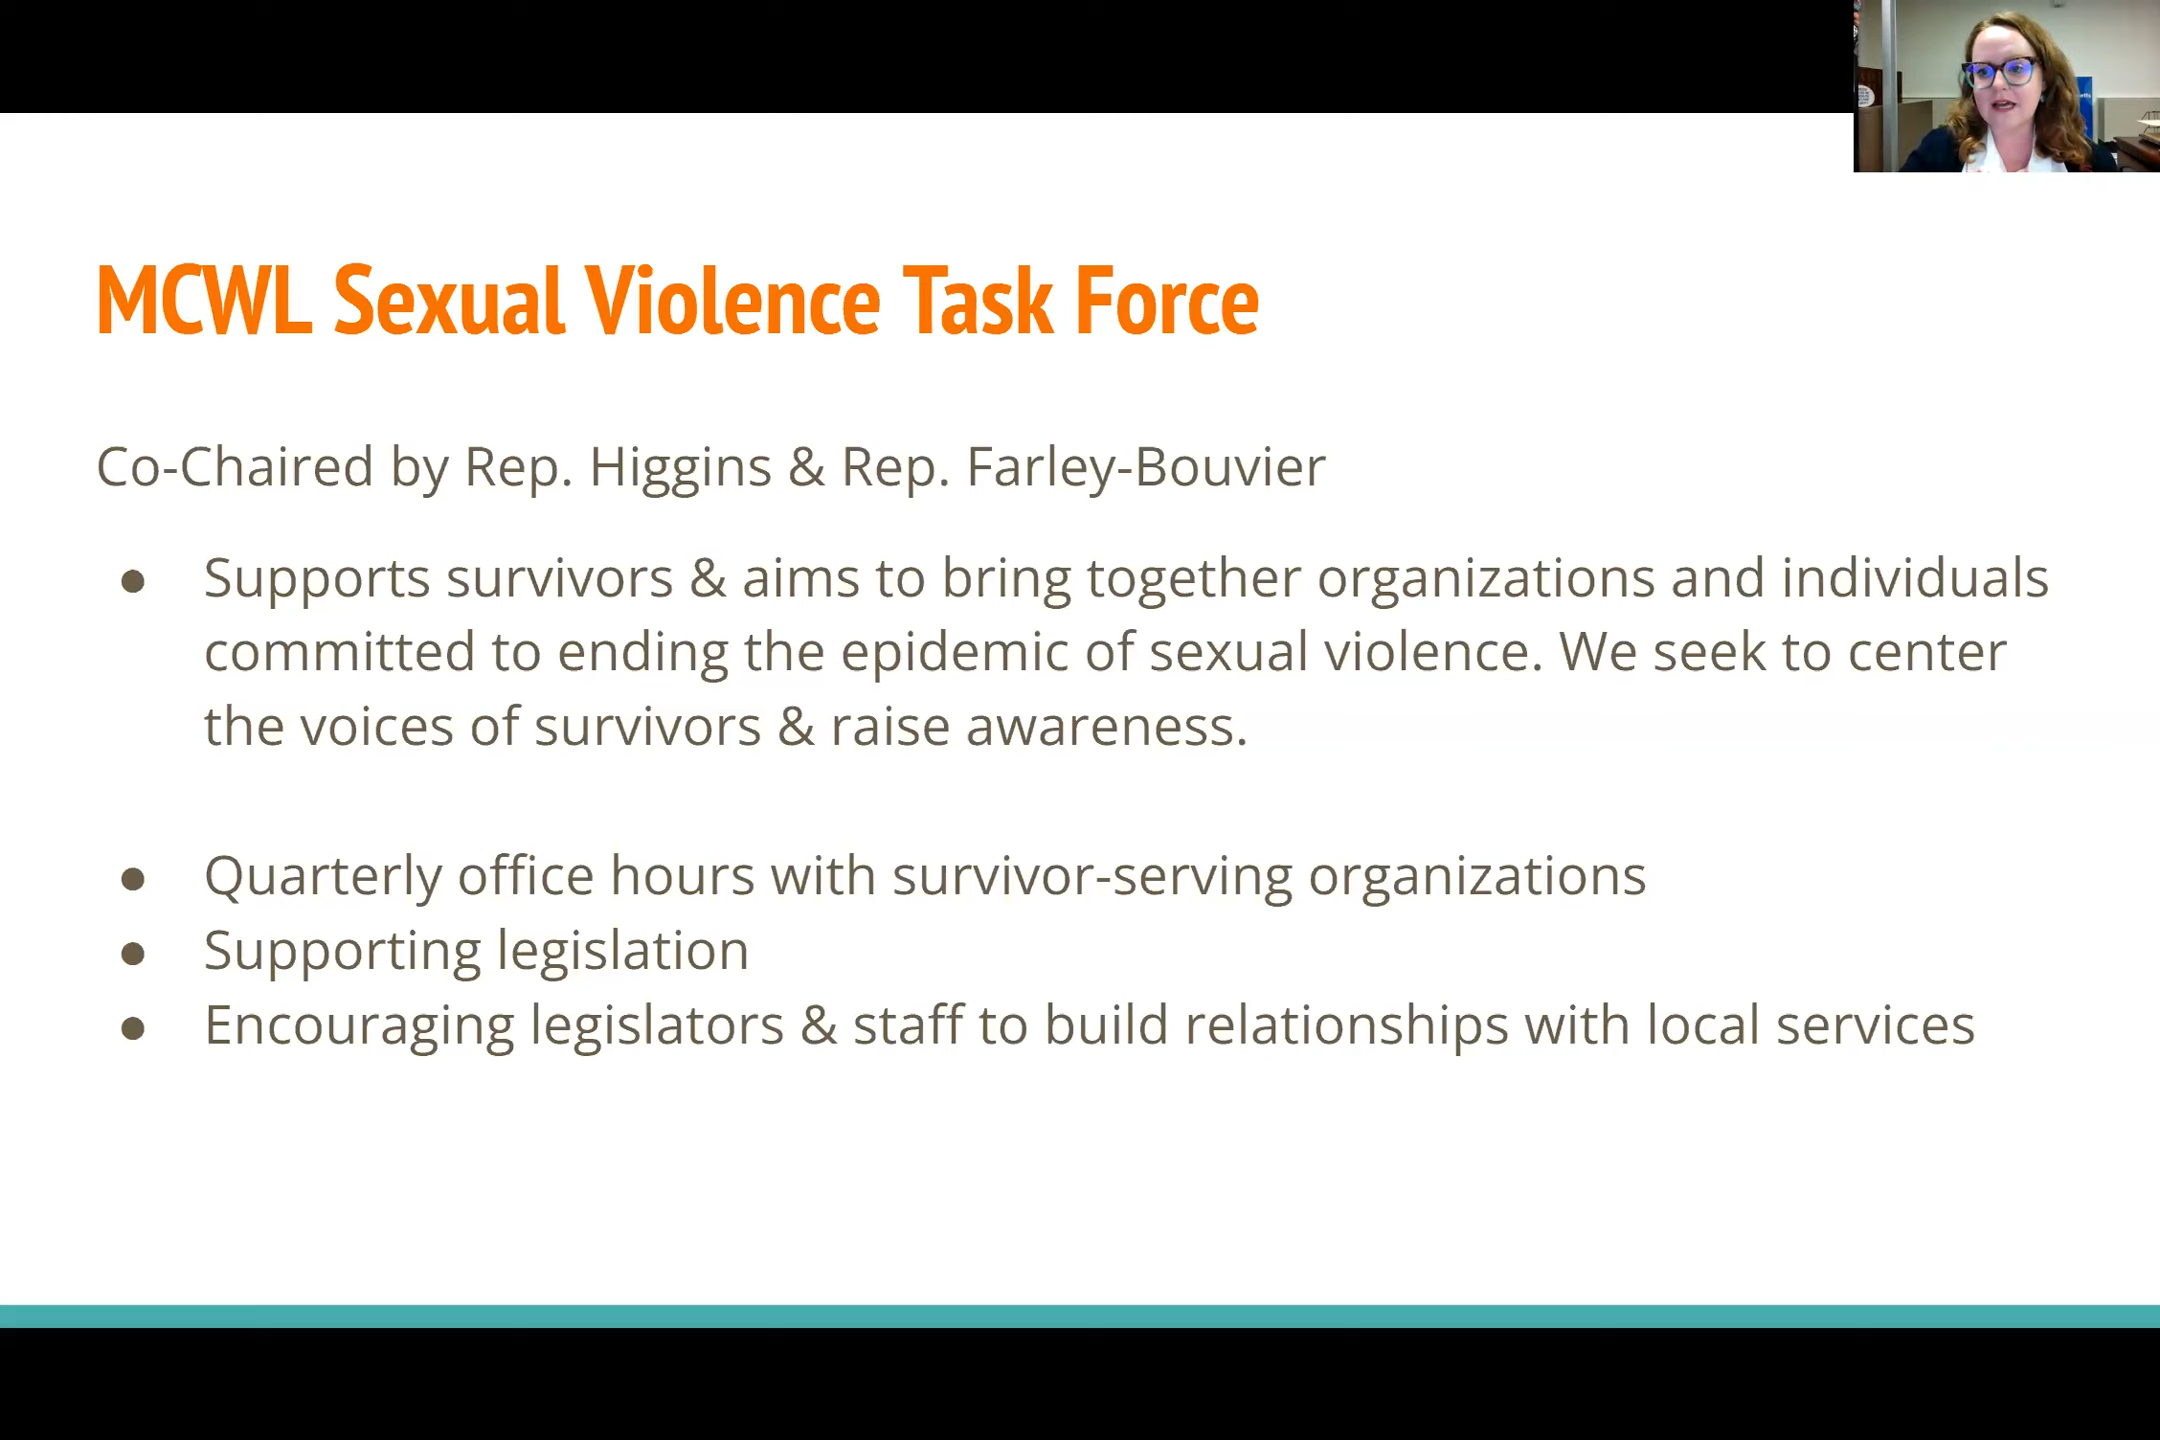 MCWL Sexual Violence Task Force
Co-Chaired by Rep. Higgins & Rep. Farley-Bouvier
● Supports survivors & aims to bring together organizations and individuals
committed to ending the epidemic of sexual violence. We seek to center
the voices of survivors & raise awareness.
● Quarterly office hours with survivor-serving organizations
● Supporting legislation
● Encouraging legislators & staff to build relationships with local services